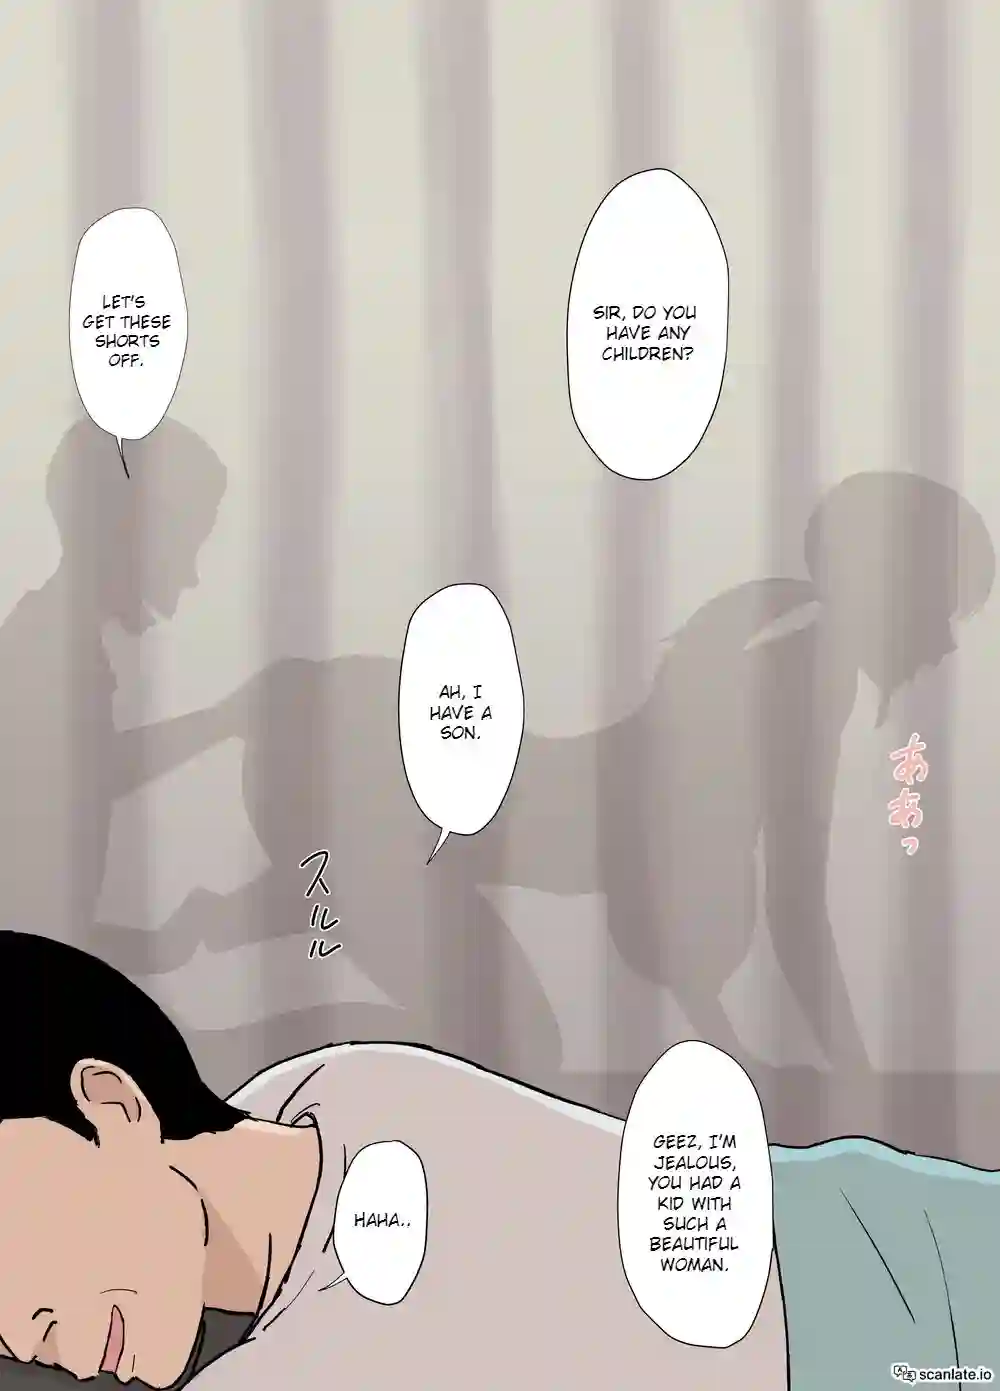 LET'S
GET THESE
SHORTS
OFF.
SIR, DO YOU
HAVE ANY
CHILDREN?
AH, I
HAVE A
SON.
ああっ
スルル
GEEZ, I'M
JEALOUS,
YOU HAD A
KID WITH
SUCH A
BEAUTIFUL
WOMAN.
HAHA..
scanlate.io